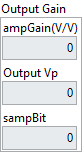 Output Gain
ampGain(V/V)
0
Output Vp
0
sampBit
0